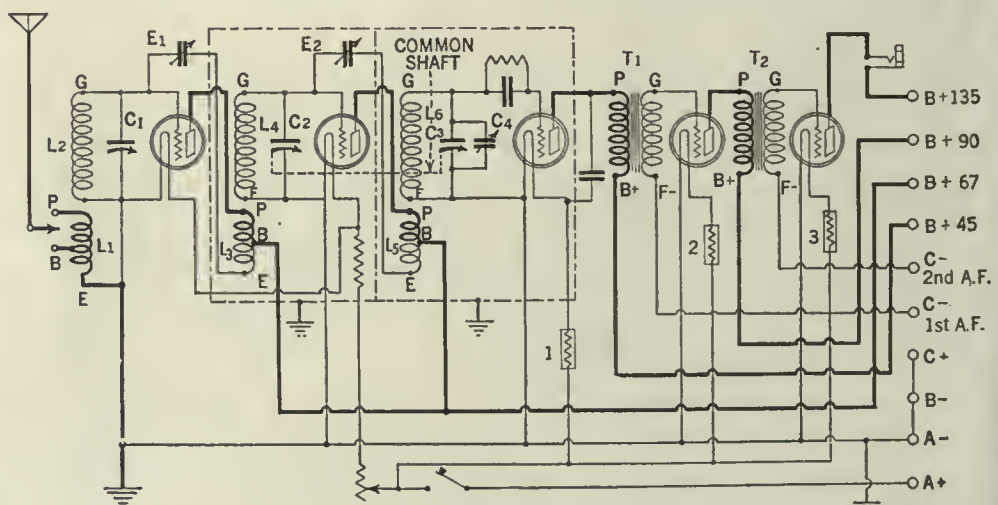 E1
E2
COMMON
SHAFT
T1
T2
G
G
G
P
G
P
G
B+135
L2
C1
L4
C2
L6
C3
C4
B+90
B+67
F
F
B+
F-
B+
F-
P
L1
B
E
P
B
L3
E
P
B
L5
E
1
2
3
B+45
C-
2nd A.F.
C-
1st A.F.
C+
B-
A-
A+